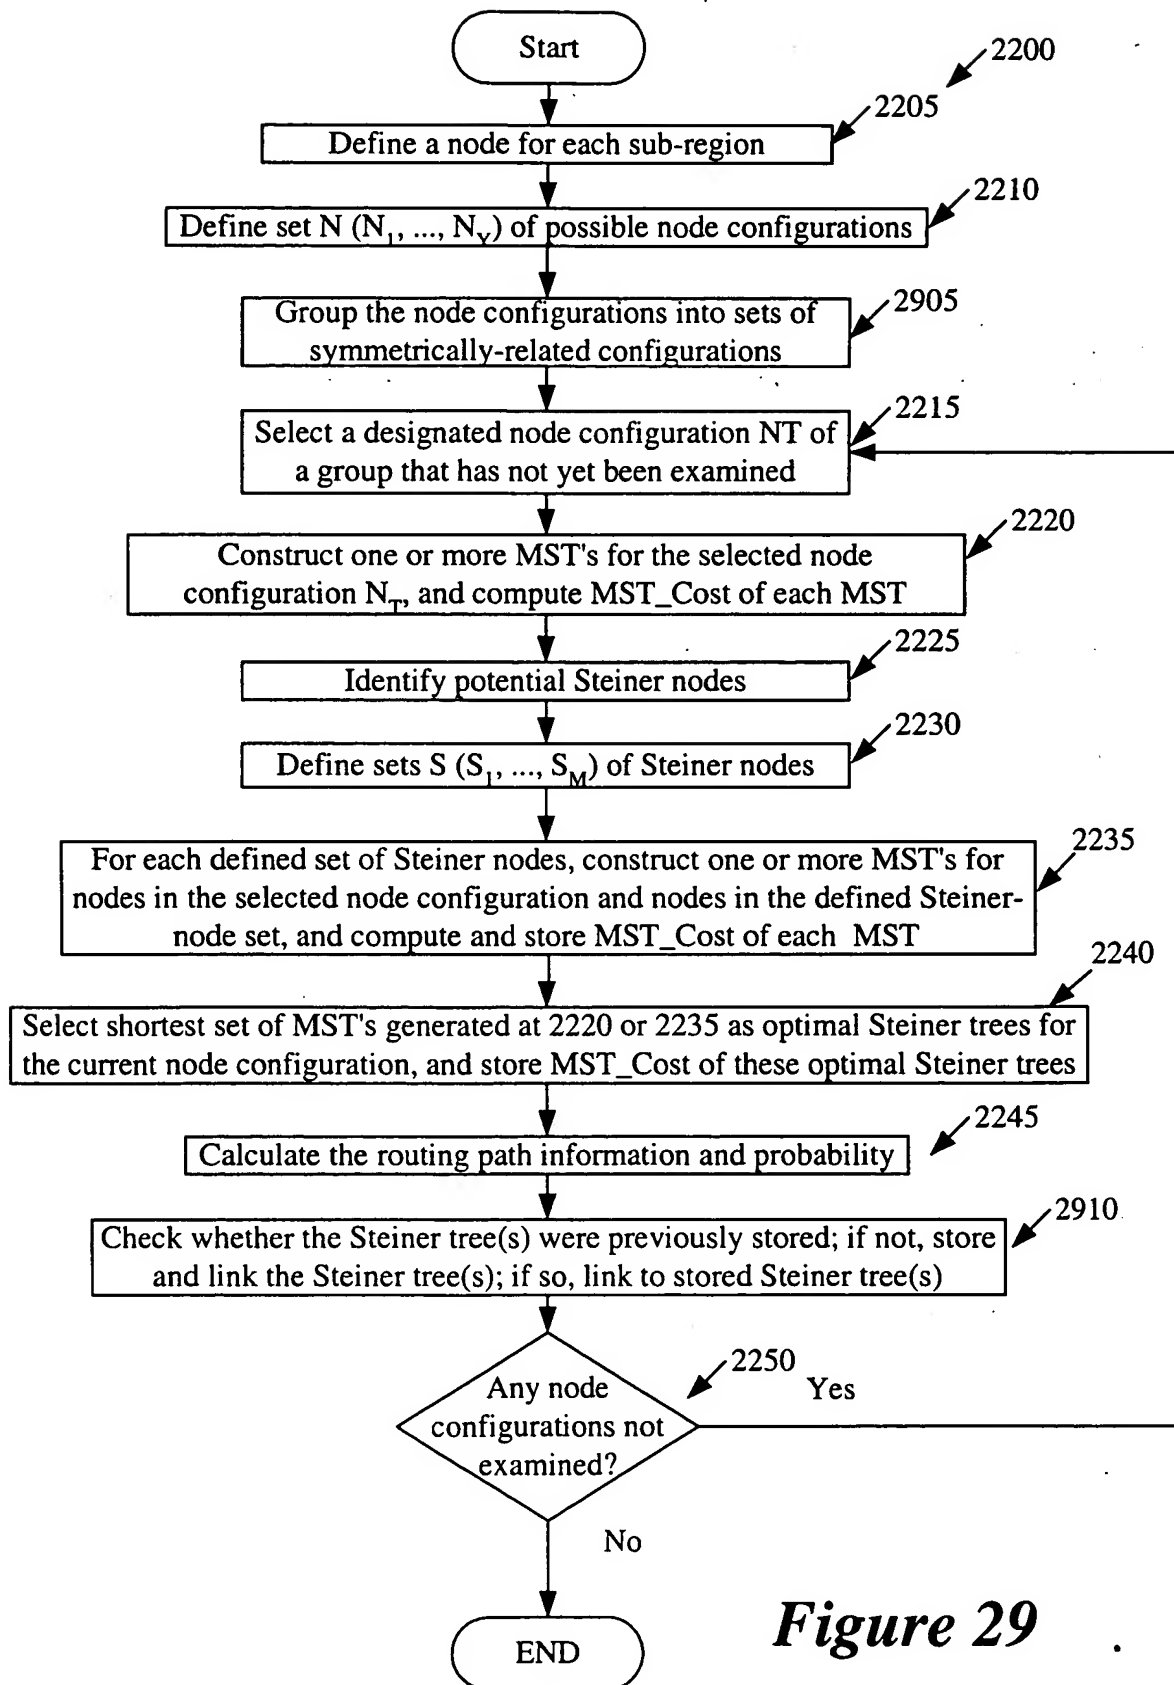 Start
2200
2205
Define a node for each sub-region
2210
Define set N (N₁, ..., Nᵧ) of possible node configurations
2905
Group the node configurations into sets of
symmetrically-related configurations
2215
Select a designated node configuration NT of
a group that has not yet been examined
2220
Construct one or more MST's for the selected node
configuration N_T, and compute MST_Cost of each MST
2225
Identify potential Steiner nodes
2230
Define sets S (S₁, ..., S_M) of Steiner nodes
2235
For each defined set of Steiner nodes, construct one or more MST's for
nodes in the selected node configuration and nodes in the defined Steiner-
node set, and compute and store MST_Cost of each MST
2240
Select shortest set of MST's generated at 2220 or 2235 as optimal Steiner trees for
the current node configuration, and store MST_Cost of these optimal Steiner trees
2245
Calculate the routing path information and probability
2910
Check whether the Steiner tree(s) were previously stored; if not, store
and link the Steiner tree(s); if so, link to stored Steiner tree(s)
2250
Yes
Any node
configurations not
examined?
No
END
Figure 29